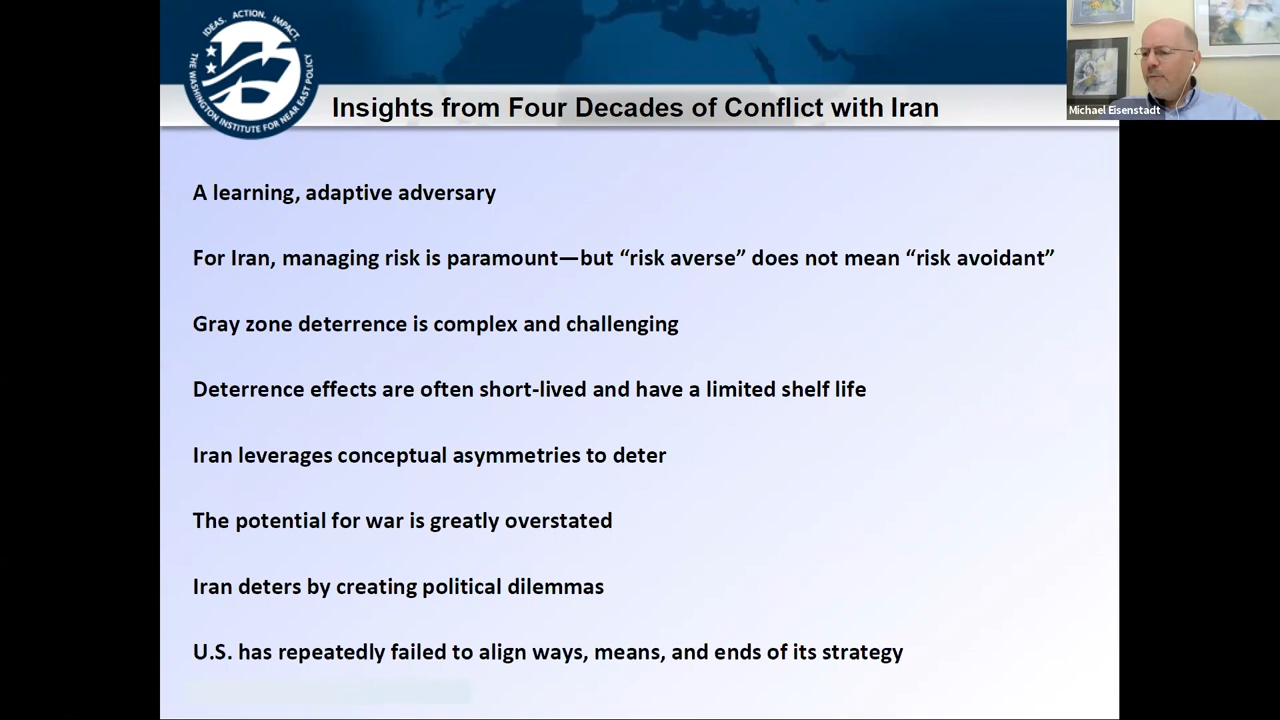 IDEAS. ACTION. IMPACT.
THE WASHINGTON INSTITUTE FOR NEAR EAST POLICY
Insights from Four Decades of Conflict with Iran
Michael Eisenstadt
A learning, adaptive adversary
For Iran, managing risk is paramount—but “risk averse” does not mean “risk avoidant”
Gray zone deterrence is complex and challenging
Deterrence effects are often short-lived and have a limited shelf life
Iran leverages conceptual asymmetries to deter
The potential for war is greatly overstated
Iran deters by creating political dilemmas
U.S. has repeatedly failed to align ways, means, and ends of its strategy